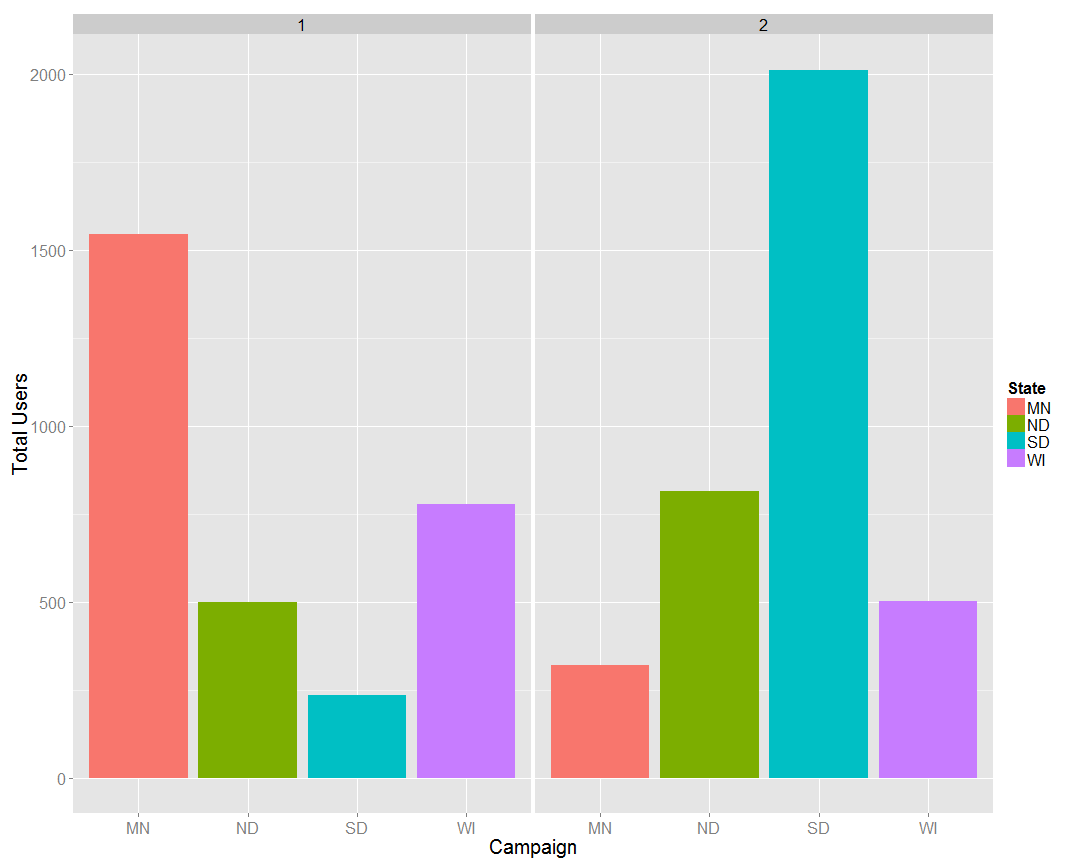 1 2
2000
1500
1000
500
0
Total Users
MN ND SD WI MN ND SD WI
Campaign
State
MN
ND
SD
WI